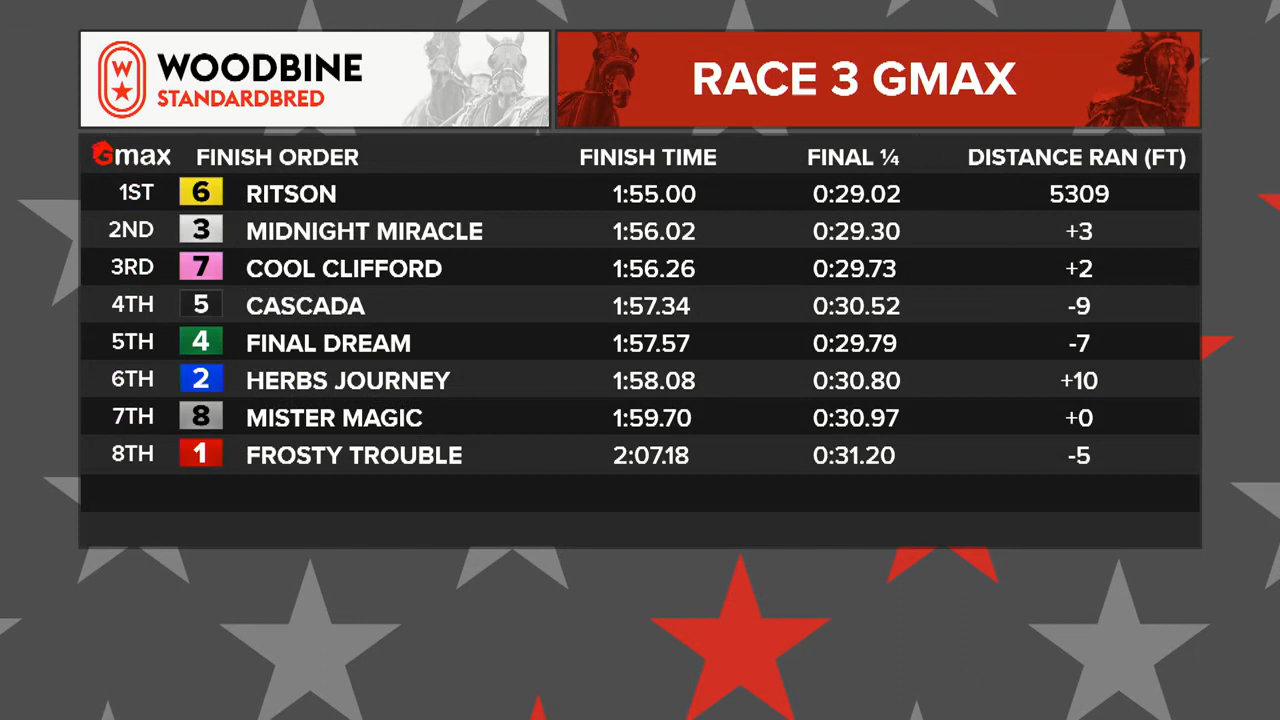 W WOODBINE
STANDARDBRED
RACE 3 GMAX
Gmax FINISH ORDER FINISH TIME FINAL ¼ DISTANCE RAN (FT)
1ST 6 RITSON 1:55.00 0:29.02 5309
2ND 3 MIDNIGHT MIRACLE 1:56.02 0:29.30 +3
3RD 7 COOL CLIFFORD 1:56.26 0:29.73 +2
4TH 5 CASCADA 1:57.34 0:30.52 -9
5TH 4 FINAL DREAM 1:57.57 0:29.79 -7
6TH 2 HERBS JOURNEY 1:58.08 0:30.80 +10
7TH 8 MISTER MAGIC 1:59.70 0:30.97 +0
8TH 1 FROSTY TROUBLE 2:07.18 0:31.20 -5